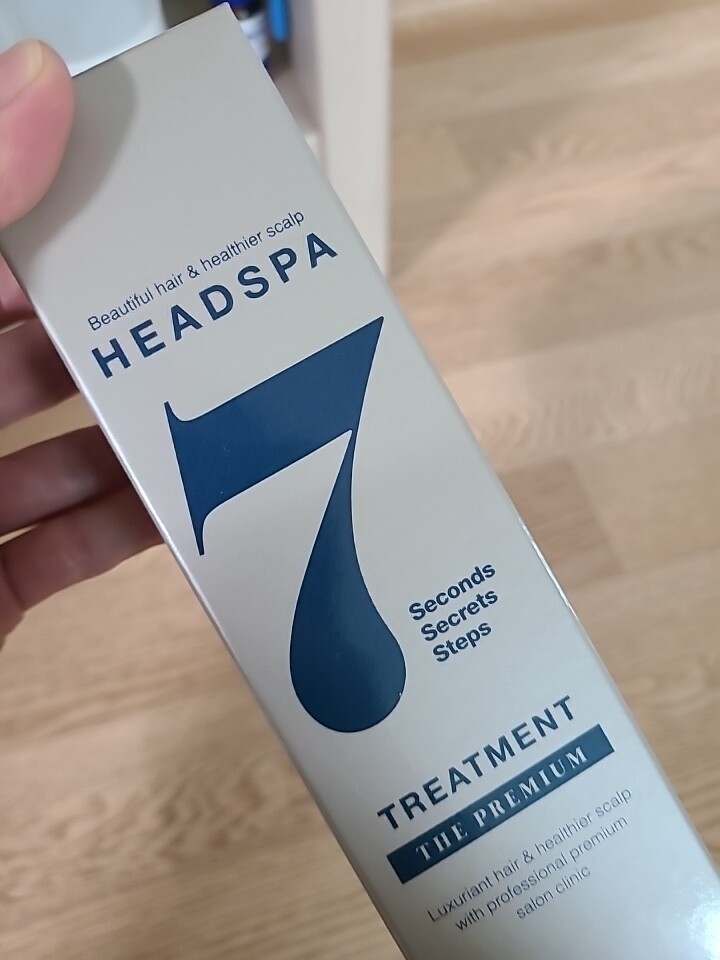 Beautiful hair & healthier scalp
HEADSPA
7
Seconds
Secrets
Steps
TREATMENT
THE PREMIUM
Luxuriant hair & healthier scalp
with professional premium
salon clinic